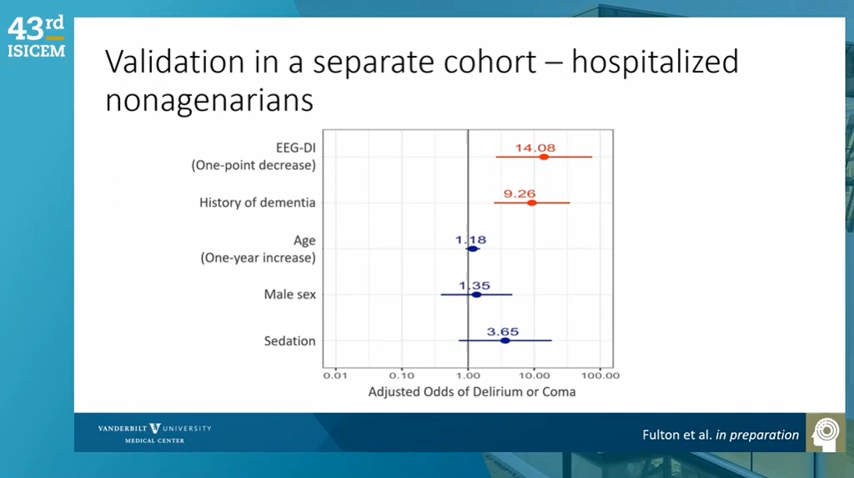 43rd
ISICEM
Validation in a separate cohort – hospitalized
nonagenarians
EEG-DI
(One-point decrease)
14.08
History of dementia
9.26
Age
(One-year increase)
1.18
Male sex
1.35
Sedation
3.65
0.01 0.10 1.00 10.00 100.00
Adjusted Odds of Delirium or Coma
VANDERBILT V UNIVERSITY
MEDICAL CENTER
Fulton et al. in preparation